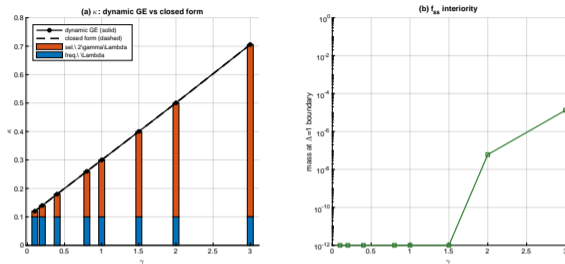 (a) κ: dynamic GE vs closed form
dynamic GE (solid)
closed form (dashed)
sel.\ 2\gamma\Lambda
freq.\ \Lambda
κ
0.8
0.7
0.6
0.5
0.4
0.3
0.2
0.1
0
0 0.5 1 1.5 2 2.5 3
γ
(b) f_ss interiority
mass at Δ=1 boundary
10^0
10^-2
10^-4
10^-6
10^-8
10^-10
10^-12
0 0.5 1 1.5 2 2.5 3